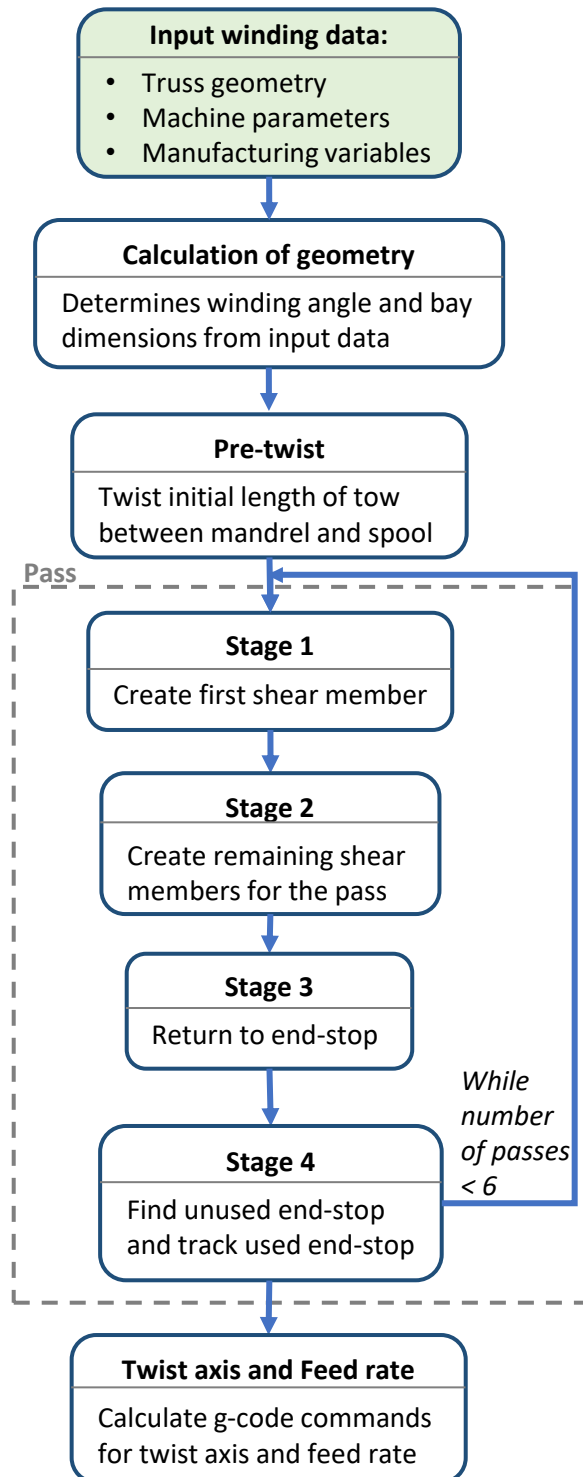 Input winding data:
• Truss geometry
• Machine parameters
• Manufacturing variables
Calculation of geometry
Determines winding angle and bay
dimensions from input data
Pre-twist
Twist initial length of tow
between mandrel and spool
Pass
Stage 1
Create first shear member
Stage 2
Create remaining shear
members for the pass
Stage 3
Return to end-stop
While
number
of passes
< 6
Stage 4
Find unused end-stop
and track used end-stop
Twist axis and Feed rate
Calculate g-code commands
for twist axis and feed rate